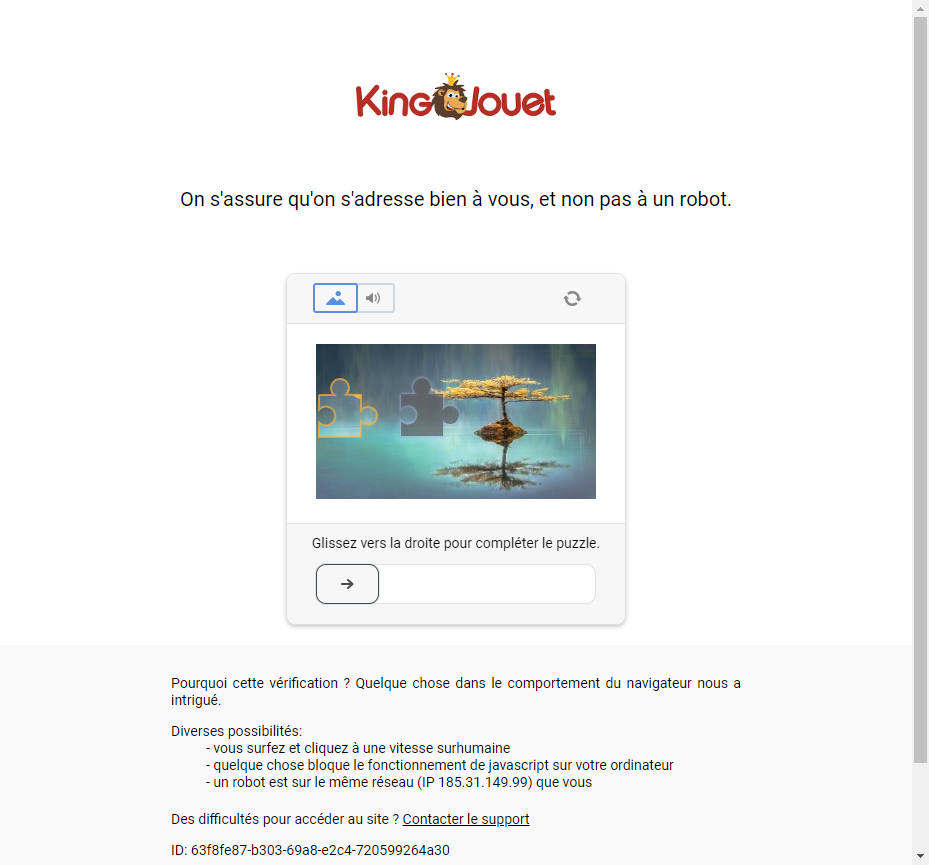 King Jouet
On s'assure qu'on s'adresse bien à vous, et non pas à un robot.
Glissez vers la droite pour compléter le puzzle.
Pourquoi cette vérification ? Quelque chose dans le comportement du navigateur nous a
intrigué.
Diverses possibilités:
- vous surfez et cliquez à une vitesse surhumaine
- quelque chose bloque le fonctionnement de javascript sur votre ordinateur
- un robot est sur le même réseau (IP 185.31.149.99) que vous
Des difficultés pour accéder au site ? Contacter le support
ID: 63f8fe87-b303-69a8-e2c4-720599264a30